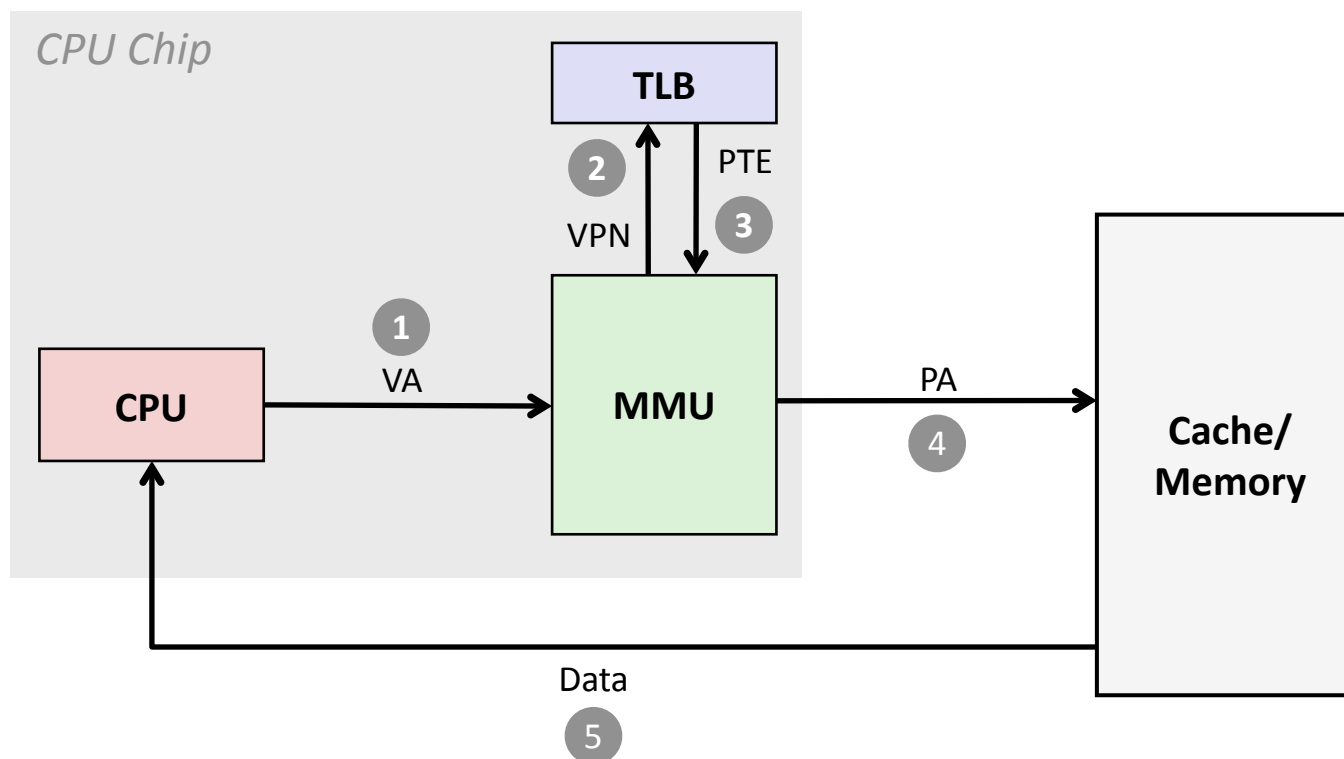 CPU Chip
TLB
2
PTE
VPN
3
1
VA
CPU
MMU
PA
4
Cache/
Memory
Data
5